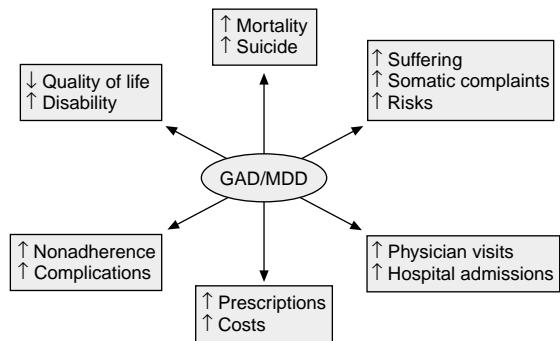 ↑ Mortality
↑ Suicide
↓ Quality of life
↑ Disability
↑ Suffering
↑ Somatic complaints
↑ Risks
GAD/MDD
↑ Nonadherence
↑ Complications
↑ Prescriptions
↑ Costs
↑ Physician visits
↑ Hospital admissions